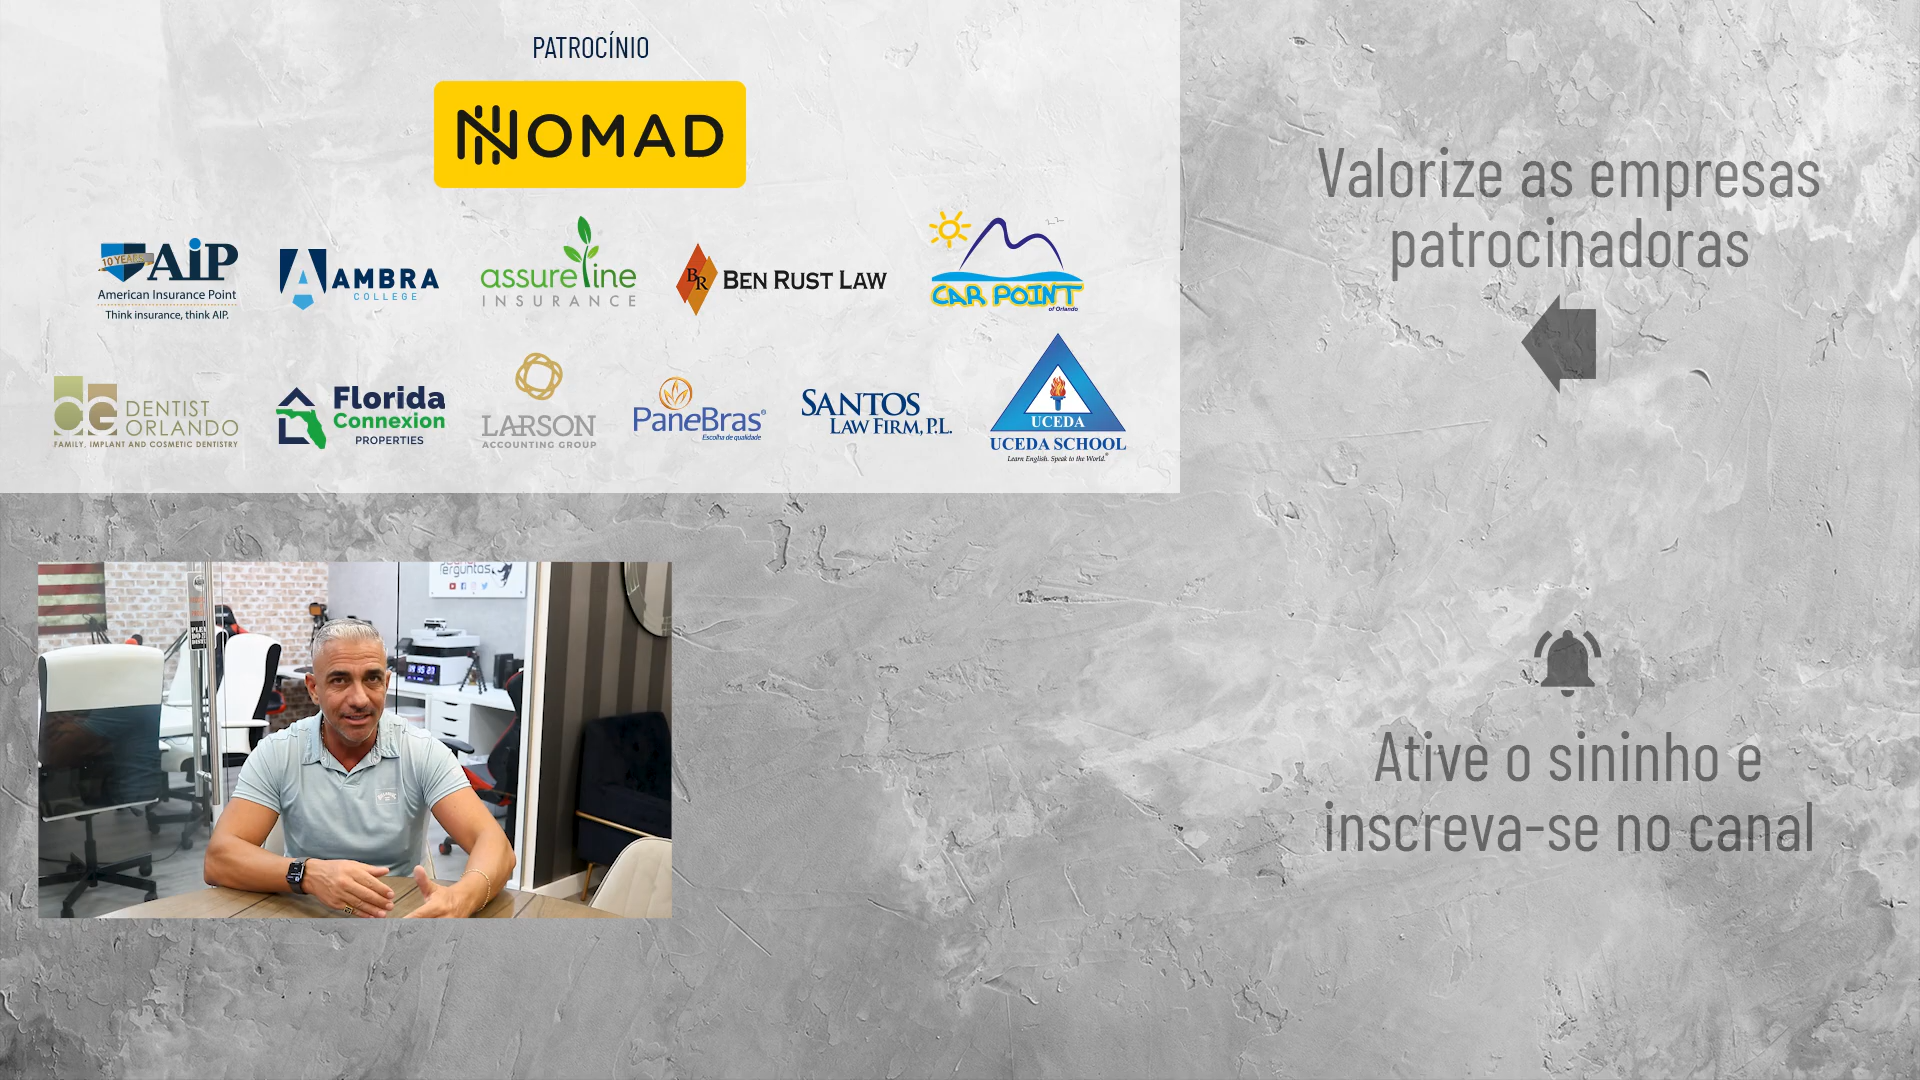 PATROCÍNIO
NOMAD
10 YEARS
AiP
American Insurance Point
Think insurance, think AIP.
AMBRA
COLLEGE
assureline
INSURANCE
BR
BEN RUST LAW
CAR POINT
of Orlando
DENTIST
ORLANDO
FAMILY, IMPLANT AND COSMETIC DENTISTRY
Florida
Connexion
PROPERTIES
LARSON
ACCOUNTING GROUP
PaneBras®
Escolha de qualidade
SANTOS
LAW FIRM, P.L.
UCEDA
UCEDA SCHOOL
Learn English. Speak to the World.®
Valorize as empresas
patrocinadoras
erguntas
Ative o sininho e
inscreva-se no canal